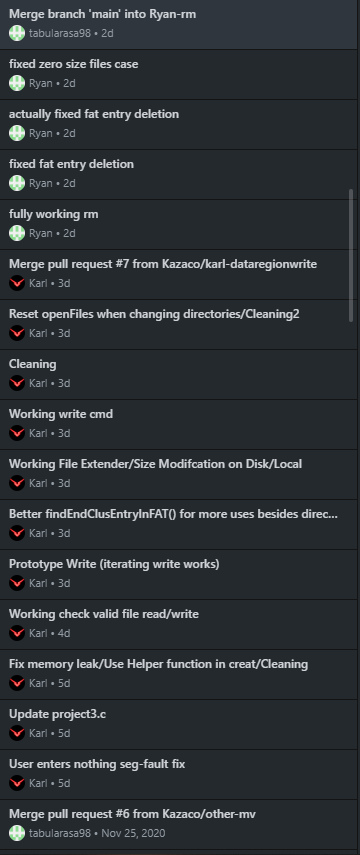 Merge branch 'main' into Ryan-rm
tabularasa98 • 2d
fixed zero size files case
Ryan • 2d
actually fixed fat entry deletion
Ryan • 2d
fixed fat entry deletion
Ryan • 2d
fully working rm
Ryan • 2d
Merge pull request #7 from Kazaco/karl-dataregionwrite
Karl • 3d
Reset openFiles when changing directories/Cleaning2
Karl • 3d
Cleaning
Karl • 3d
Working write cmd
Karl • 3d
Working File Extender/Size Modifcation on Disk/Local
Karl • 3d
Better findEndClusEntryInFAT() for more uses besides direc...
Karl • 3d
Prototype Write (iterating write works)
Karl • 3d
Working check valid file read/write
Karl • 4d
Fix memory leak/Use Helper function in creat/Cleaning
Karl • 5d
Update project3.c
Karl • 5d
User enters nothing seg-fault fix
Karl • 5d
Merge pull request #6 from Kazaco/other-mv
tabularasa98 • Nov 25, 2020